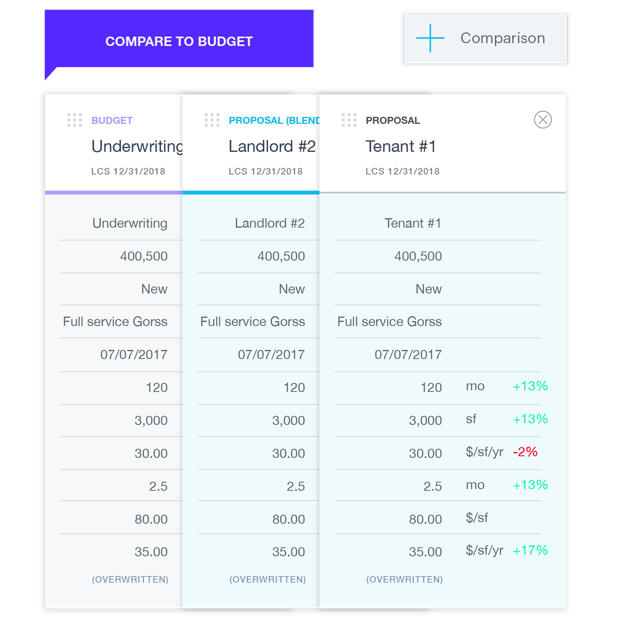 COMPARE TO BUDGET
Comparison
BUDGET PROPOSAL (BLEND PROPOSAL
Underwriting Landlord #2 Tenant #1
LCS 12/31/2018 LCS 12/31/2018 LCS 12/31/2018
Underwriting Landlord #2 Tenant #1
400,500 400,500 400,500
New New New
Full service Gorss Full service Gorss Full service Gorss
07/07/2017 07/07/2017 07/07/2017
120 120 120 mo +13%
3,000 3,000 3,000 sf +13%
30.00 30.00 30.00 $/sf/yr -2%
2.5 2.5 2.5 mo +13%
80.00 80.00 80.00 $/sf
35.00 35.00 35.00 $/sf/yr +17%
(OVERWRITTEN) (OVERWRITTEN) (OVERWRITTEN)